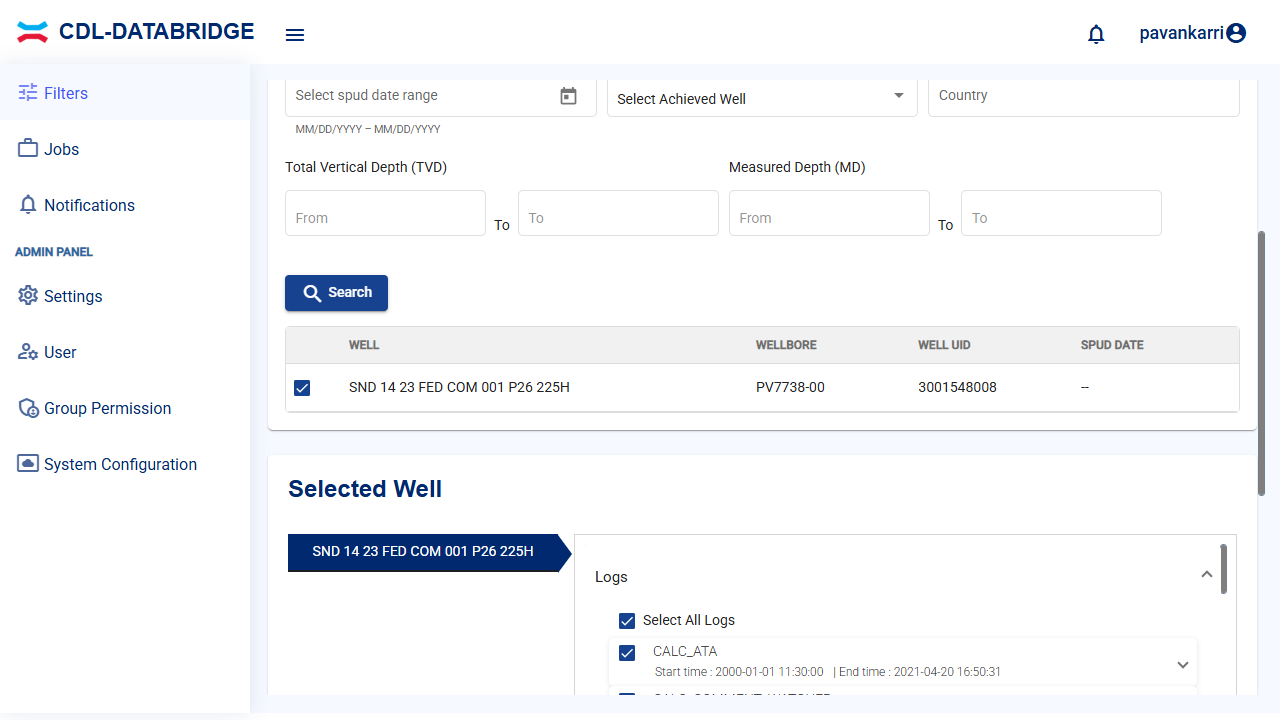 CDL-DATABRIDGE
pavankarri
Filters
Jobs
Notifications
ADMIN PANEL
Settings
User
Group Permission
System Configuration
Select spud date range
Select Achieved Well
Country
MM/DD/YYYY – MM/DD/YYYY
Total Vertical Depth (TVD)
Measured Depth (MD)
From To To From To To
Search
WELL WELLBORE WELL UID SPUD DATE
SND 14 23 FED COM 001 P26 225H PV7738-00 3001548008 --
Selected Well
SND 14 23 FED COM 001 P26 225H
Logs
Select All Logs
CALC_ATA
Start time : 2000-01-01 11:30:00 | End time : 2021-04-20 16:50:31